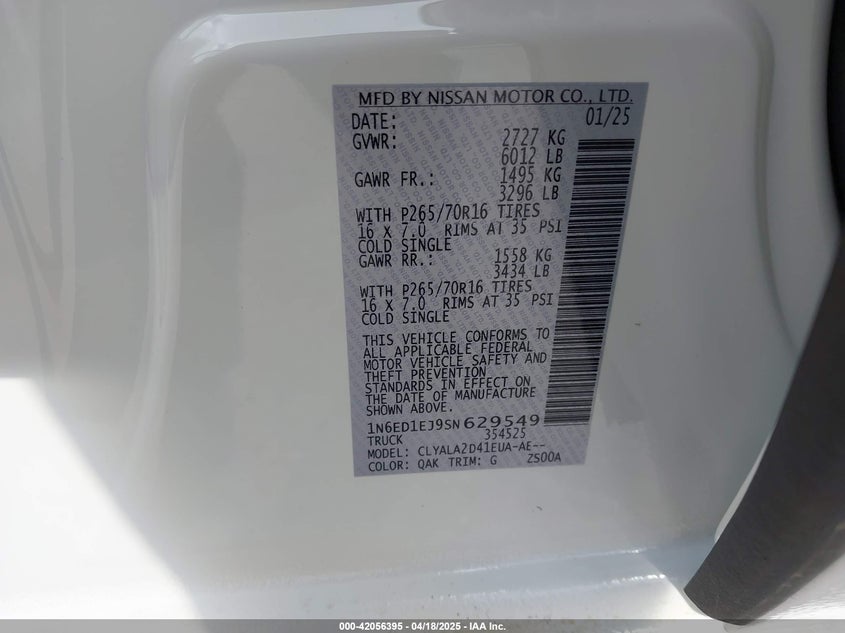 MFD BY NISSAN MOTOR CO., LTD.
DATE: 01/25
GVWR: 2727 KG
6012 LB
GAWR FR.: 1495 KG
3296 LB
WITH P265/70R16 TIRES
16 X 7.0 RIMS AT 35 PSI
COLD SINGLE
GAWR RR.: 1558 KG
3434 LB
WITH P265/70R16 TIRES
16 X 7.0 RIMS AT 35 PSI
COLD SINGLE
THIS VEHICLE CONFORMS TO
ALL APPLICABLE FEDERAL
MOTOR VEHICLE SAFETY AND
THEFT PREVENTION
STANDARDS IN EFFECT ON
THE DATE OF MANUFACTURE
SHOWN ABOVE.
1N6ED1EJ9SN629549
TRUCK 354525
MODEL: CLYALA2D41EUA-AE--
COLOR: QAK TRIM: G ZS00A
000-42056395 - 04/18/2025 - IAA Inc.